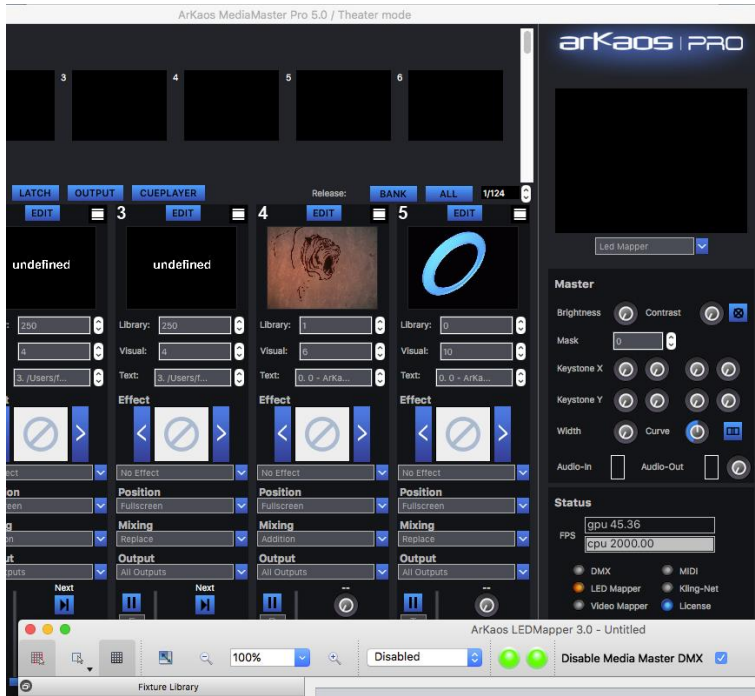 ArKaos MediaMaster Pro 5.0 / Theater mode
arKaos PRO
3 4 5 6
LATCH OUTPUT CUEPLAYER Release: BANK ALL 1/124
EDIT 3 EDIT 4 EDIT 5 EDIT
undefined undefined
Led Mapper
Master
Brightness Contrast
Mask 0
Keystone X
Keystone Y
Width Curve
Audio-In Audio-Out
250 Library: 250 Library: 1 Library: 0
4 Visual: 4 Visual: 6 Visual: 10
3. /Users/f... Text: 3. /Users/f... Text: 0. 0 - ArKa... Text: 0. 0 - ArKa...
Effect Effect Effect
No Effect No Effect No Effect
Position Position Position
Fullscreen Fullscreen Fullscreen
Mixing Mixing Mixing
Replace Addition Replace
Output Output Output
All Outputs All Outputs All Outputs
Next Next -- --
Status
FPS gpu 45.36
cpu 2000.00
DMX MIDI
LED Mapper Kling-Net
Video Mapper License
ArKaos LEDMapper 3.0 - Untitled
100% Disabled Disable Media Master DMX
Fixture Library